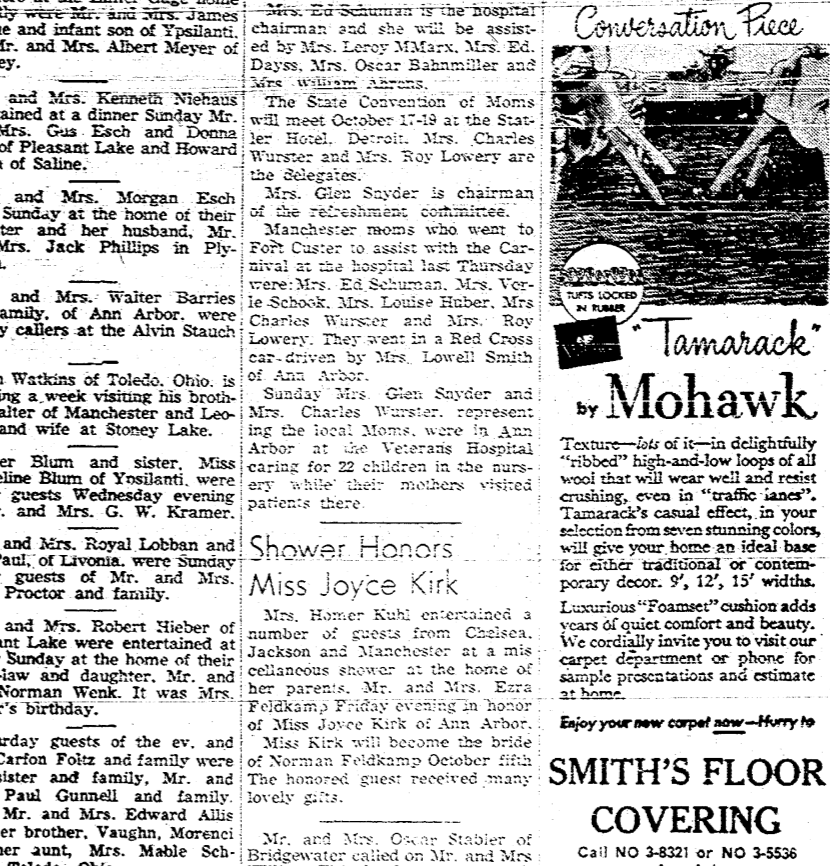 ly were Mr. and Mrs. James
ue and infant son of Ypsilanti.
Mr. and Mrs. Albert Meyer of
ey.
and Mrs. Kenneth Niehaus
tained at a dinner Sunday Mr.
Mrs. Gus Esch and Donna
of Pleasant Lake and Howard
of Saline.
and Mrs. Morgan Esch
Sunday at the home of their
ter and her husband, Mr.
Mrs. Jack Phillips in Ply-
and Mrs. Walter Barries
amily, of Ann Arbor. were
y callers at the Alvin Stauch
n Watkins of Toledo, Ohio. is
ing a week visiting his broth-
alter of Manchester and Leo-
and wife at Stoney Lake.
er Blum and sister, Miss
eline Blum of Ypsilanti. were
guests Wednesday evening
. and Mrs. G. W. Kramer.
and Mrs. Royal Lobban and
Paul, of Livonia. were Sunday
guests of Mr. and Mrs.
Proctor and family.
and Mrs. Robert Hieber of
ant Lake were entertained at
Sunday at the home of their
law and daughter. Mr. and
Norman Wenk. It was Mrs.
r's birthday.
urday guests of the ev. and
Carfon Foltz and family were
sister and family, Mr. and
Paul Gunnell and family.
Mr. and Mrs. Edward Allis
er brother, Vaughn, Morenci
her aunt, Mrs. Mable Sch-
Mrs. Ed Schuman is the hospital
chairman and she will be assist-
ed by Mrs. Leroy MMarx, Mrs. Ed.
Dayss, Mrs. Oscar Bahnmiller and
Mrs William Ahrens.
The State Convention of Moms
will meet October 17-19 at the Stat-
ler Hotel, Detroit. Mrs. Charles
Wurster and Mrs. Roy Lowery are
the delegates.
Mrs. Glen Snyder is chairman
of the refreshment committee.
Manchester moms who went to
Fort Custer to assist with the Car-
nival at the hospital last Thursday
were: Mrs. Ed Schuman, Mrs. Ver-
le Schook, Mrs. Louise Huber, Mrs
Charles Wurster and Mrs. Roy
Lowery. They went in a Red Cross
car-driven by Mrs. Lowell Smith
of Ann Arbor.
Sunday Mrs. Glen Snyder and
Mrs. Charles Wurster, represent
ing the local Moms, were in Ann
Arbor at the Veterans Hospital
caring for 22 children in the nurs-
ery while their mothers visited
patients there.
Shower Honors
Miss Joyce Kirk
Mrs. Homer Kuhl entertained a
number of guests from Chelsea,
Jackson and Manchester at a mis
cellaneous shower at the home of
her parents, Mr. and Mrs. Ezra
Feldkamp Friday evening in honor
of Miss Joyce Kirk of Ann Arbor.
Miss Kirk will become the bride
of Norman Feldkamp October fifth
The honored guest received many
lovely gifts.
Mr. and Mrs. Oscar Stabler of
Bridgewater called on Mr. and Mrs
Conversation Piece
TUFTS LOCKED
IN RUBBER
"Tamarack"
by Mohawk
Texture—lots of it—in delightfully
"ribbed" high-and-low loops of all
wool that will wear well and resist
crushing, even in "traffic lanes".
Tamarack's casual effect, in your
selection from seven stunning colors,
will give your home an ideal base
for either traditional or contem-
porary decor. 9', 12', 15' widths.
Luxurious "Foamset" cushion adds
years of quiet comfort and beauty.
We cordially invite you to visit our
carpet department or phone for
sample presentations and estimate
at home.
Enjoy your new carpet now—Hurry to
SMITH'S FLOOR
COVERING
Call NO 3-8321 or NO 3-5536